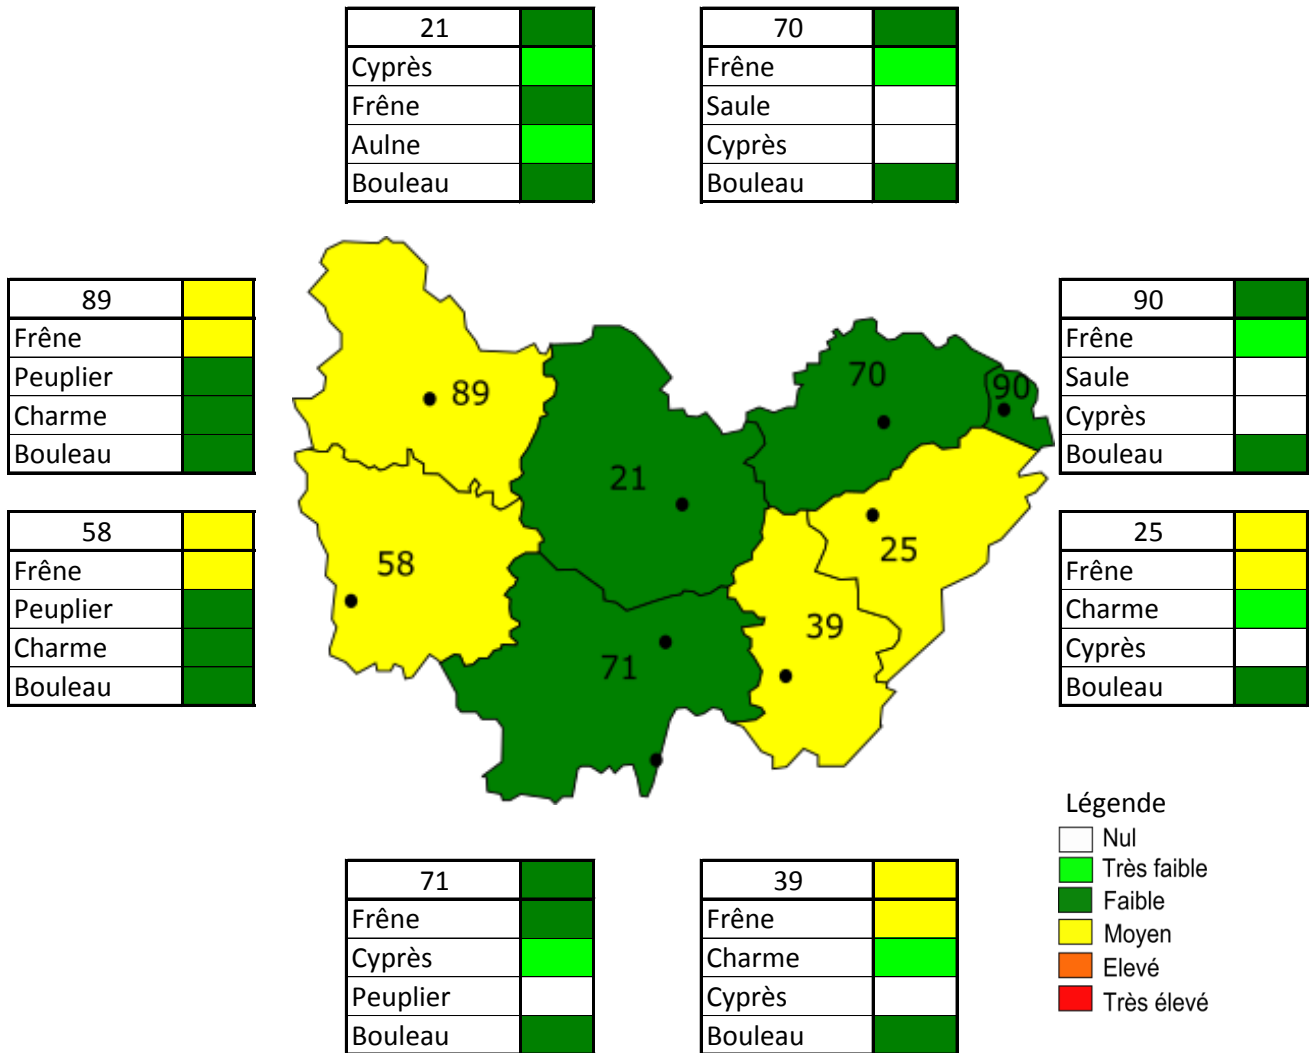 21
Cyprès
Frêne
Aulne
Bouleau
70
Frêne
Saule
Cyprès
Bouleau
89
Frêne
Peuplier
Charme
Bouleau
58
Frêne
Peuplier
Charme
Bouleau
89
70
90
21
58
25
39
71
90
Frêne
Saule
Cyprès
Bouleau
25
Frêne
Charme
Cyprès
Bouleau
71
Frêne
Cyprès
Peuplier
Bouleau
39
Frêne
Charme
Cyprès
Bouleau
Légende
Nul
Très faible
Faible
Moyen
Elevé
Très élevé